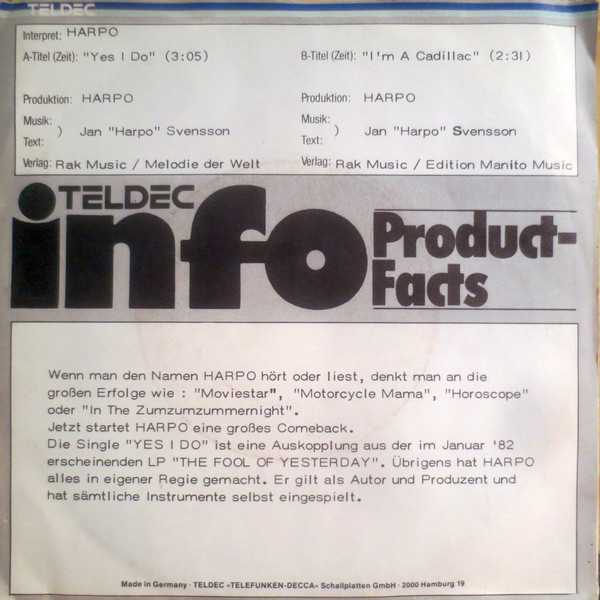 TELDEC
Interpret: HARPO
A-Titel (Zeit): "Yes I Do" (3:05) B-Titel (Zeit): "I'm A Cadillac" (2:31)
Produktion: HARPO Produktion: HARPO
Musik: Musik:
) Jan "Harpo" Svensson ) Jan "Harpo" Svensson
Text: Text:
Verlag: Rak Music / Melodie der Welt Verlag: Rak Music / Edition Manito Music
TELDEC
info Product-
Facts
Wenn man den Namen HARPO hört oder liest, denkt man an die
großen Erfolge wie : "Moviestar", "Motorcycle Mama", "Horoscope"
oder "In The Zumzumzummernight".
Jetzt startet HARPO eine großes Comeback.
Die Single "YES I DO" ist eine Auskopplung aus der im Januar '82
erscheinenden LP "THE FOOL OF YESTERDAY". Übrigens hat HARPO
alles in eigener Regie gemacht. Er gilt als Autor und Produzent und
hat sämtliche Instrumente selbst eingespielt.
Made in Germany · TELDEC »TELEFUNKEN-DECCA« Schallplatten GmbH · 2000 Hamburg 19